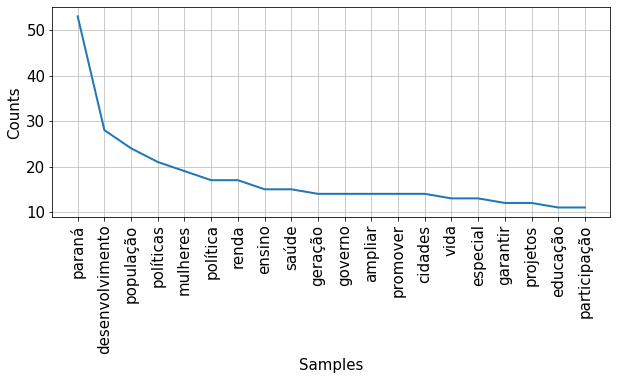 50
40
30
20
10
Counts
paraná
desenvolvimento
população
políticas
mulheres
política
renda
ensino
saúde
geração
governo
ampliar
promover
cidades
vida
especial
garantir
projetos
educação
participação
Samples